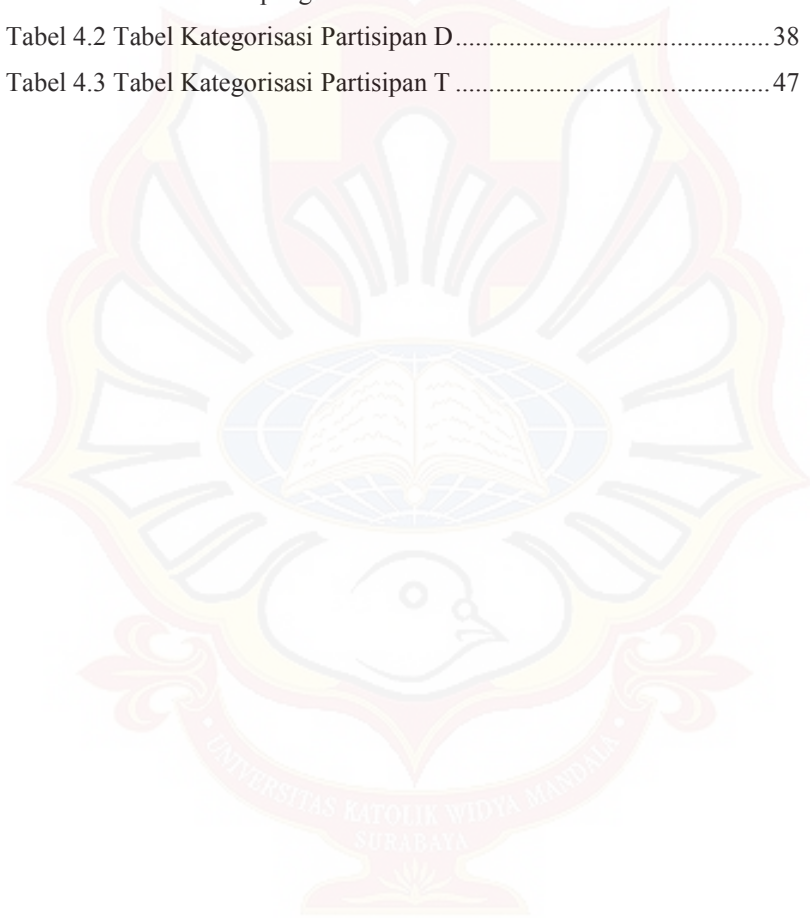 Tabel 4.2 Tabel Kategorisasi Partisipan D............................................38
Tabel 4.3 Tabel Kategorisasi Partisipan T ............................................47
UNIVERSITAS KATOLIK WIDYA MANDALA
SURABAYA